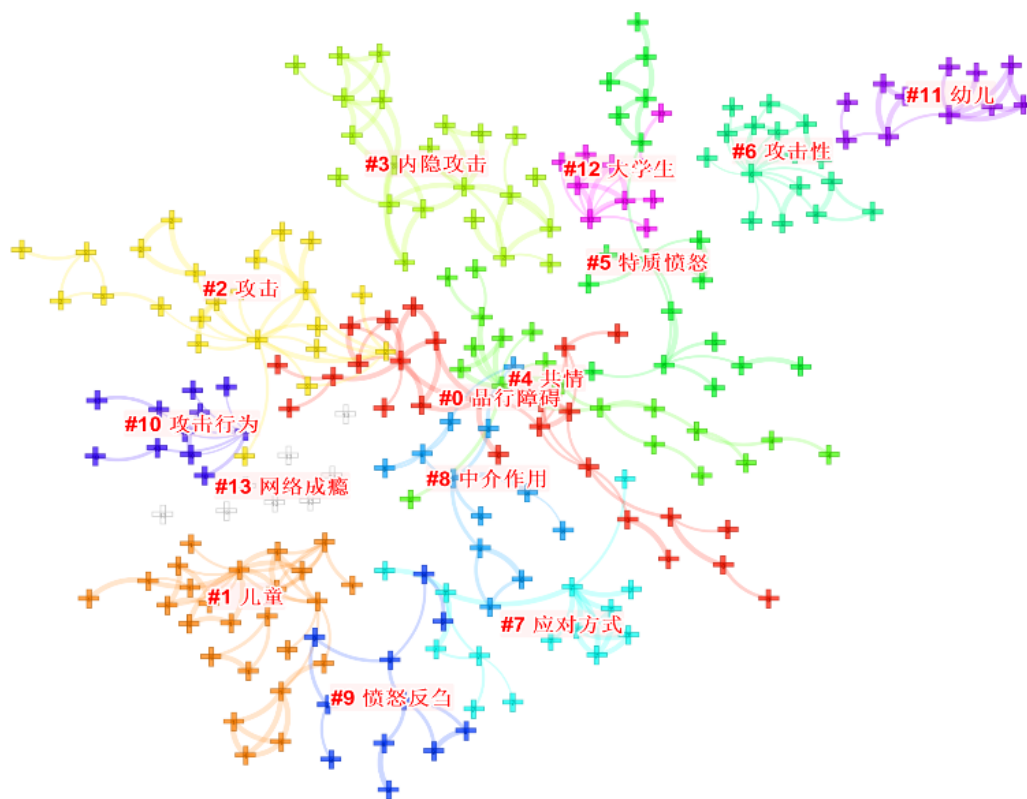 #11 幼儿
#6 攻击性
#3 内隐攻击
#12 大学生
#5 特质愤怒
#2 攻击
#4 共情
#0 品行障碍
#10 攻击行为
#8 中介作用
#13 网络成瘾
#1 儿童
#7 应对方式
#9 愤怒反刍